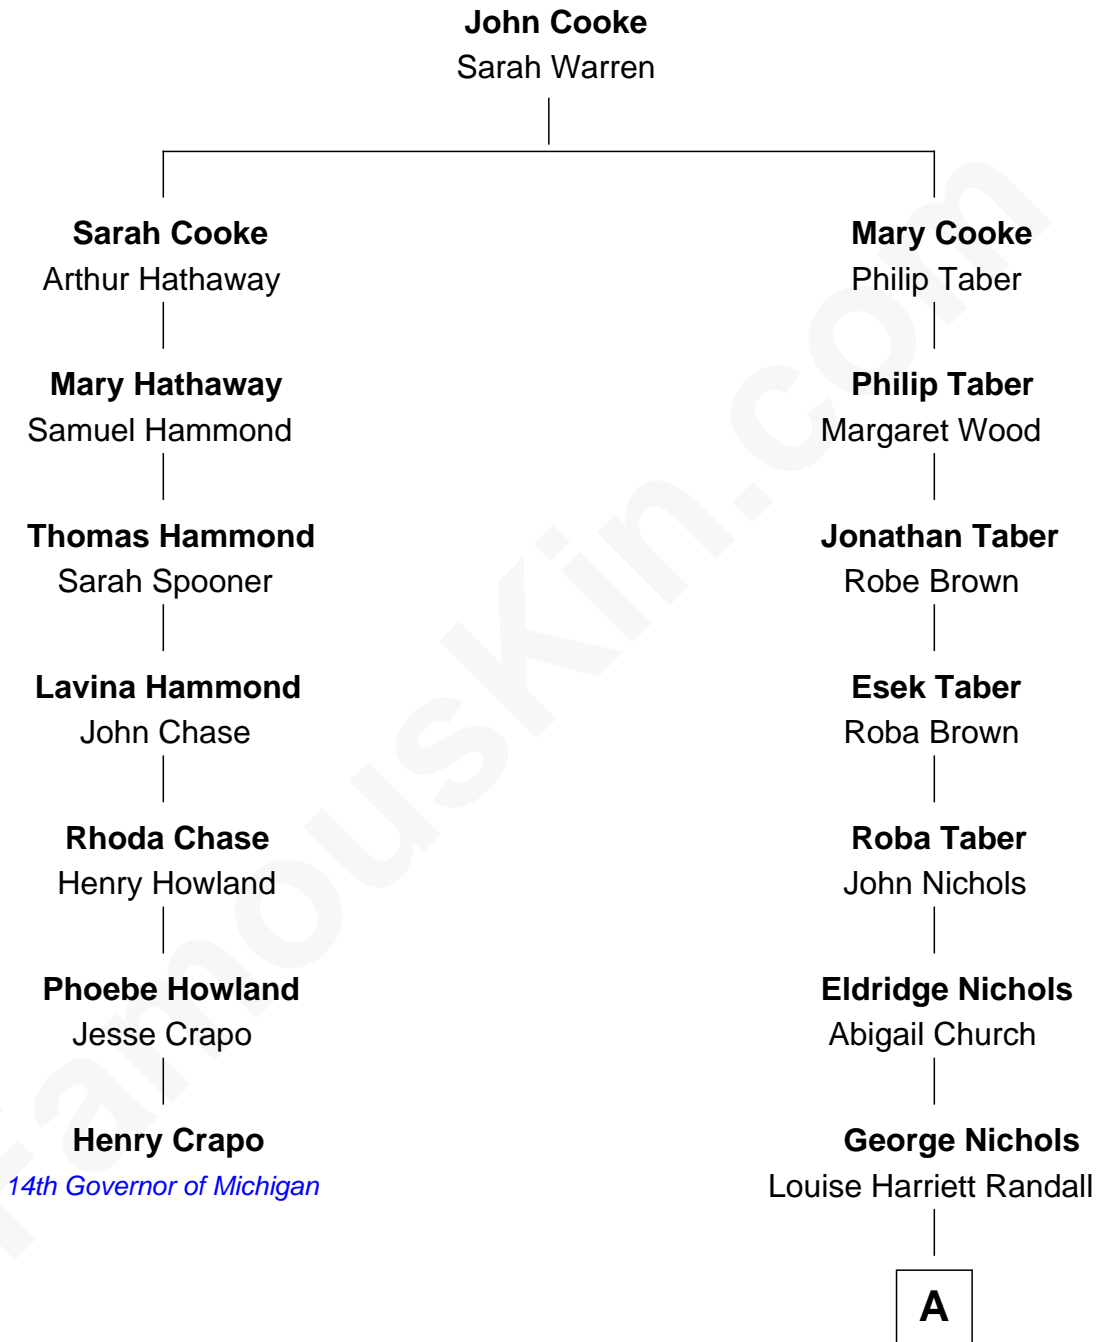 John Cooke
Sarah Warren
Sarah Cooke
Arthur Hathaway
Mary Hathaway
Samuel Hammond
Thomas Hammond
Sarah Spooner
Lavina Hammond
John Chase
Rhoda Chase
Henry Howland
Phoebe Howland
Jesse Crapo
Henry Crapo
14th Governor of Michigan
Mary Cooke
Philip Taber
Philip Taber
Margaret Wood
Jonathan Taber
Robe Brown
Esek Taber
Roba Brown
Roba Taber
John Nichols
Eldridge Nichols
Abigail Church
George Nichols
Louise Harriett Randall
A
FamousKin.com